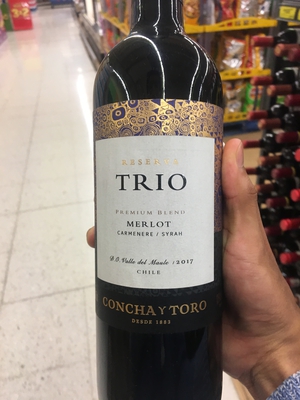 RESERVA
TRIO
PREMIUM BLEND
MERLOT
CARMENERE / SYRAH
D.O. Valle del Maule · 2017
CHILE
CONCHA Y TORO
DESDE 1883